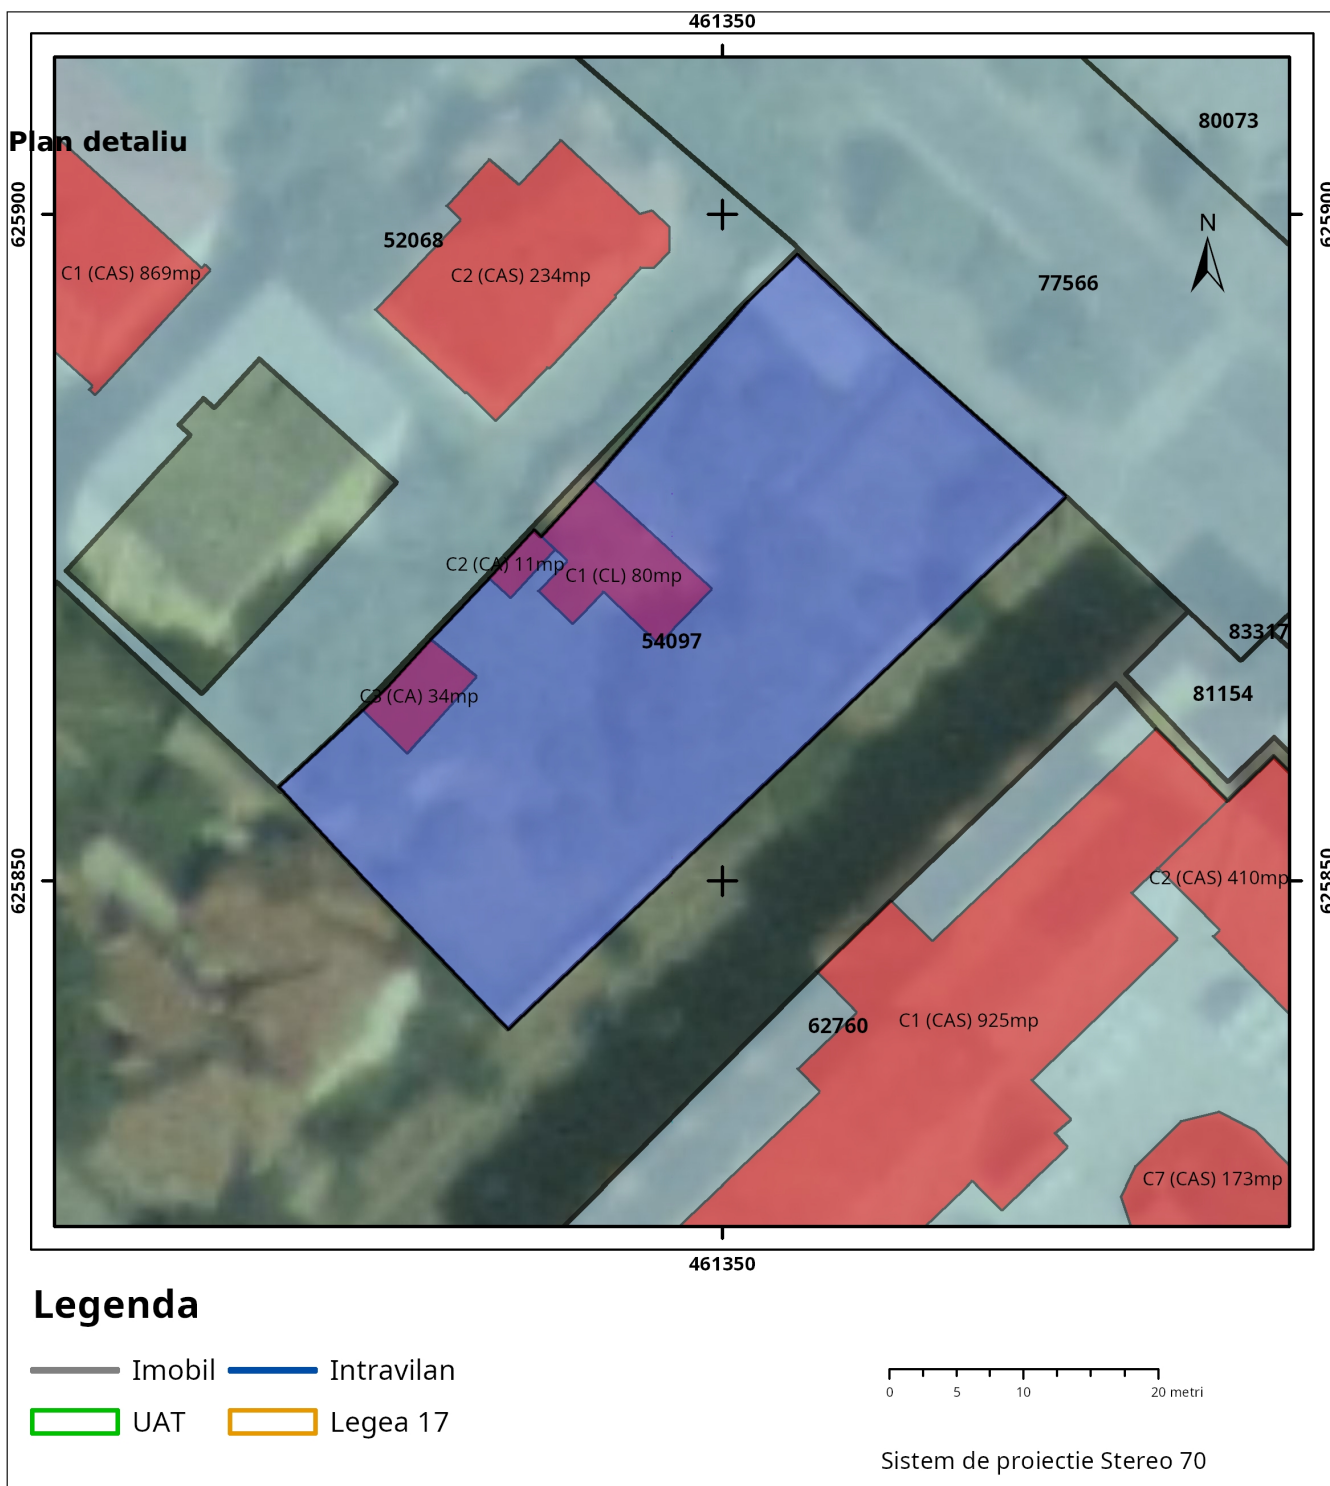 461350
80073
Plan detaliu
625900
625900
N
52068
C1 (CAS) 869mp
C2 (CAS) 234mp
77566
C2 (CA) 11mp
C1 (CL) 80mp
54097
83317
81154
C3 (CA) 34mp
625850
625850
C2 (CAS) 410mp
62760
C1 (CAS) 925mp
C7 (CAS) 173mp
461350
Legenda
Imobil
Intravilan
UAT
Legea 17
0 5 10 20 metri
Sistem de proiectie Stereo 70